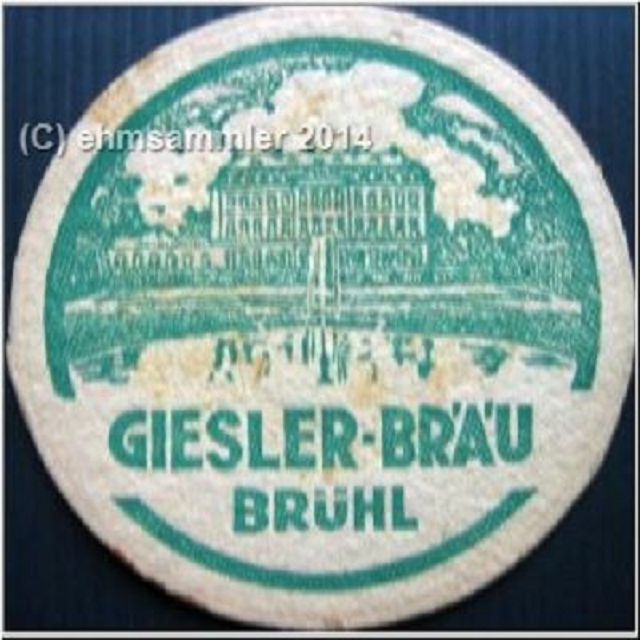 (C) ehmsammler 2014
GIESLER-BRÄU
BRÜHL